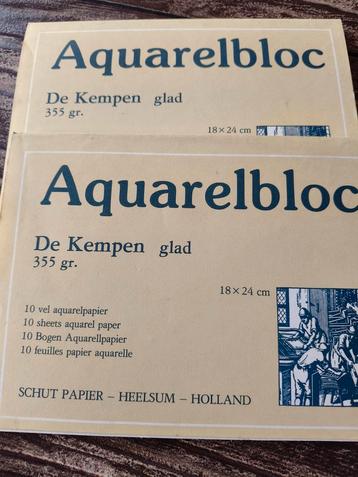 Aquarelbloc
De Kempen glad
355 gr.
18 × 24 cm
Aquarelbloc
De Kempen glad
355 gr.
18 × 24 cm
10 vel aquarelpapier
10 sheets aquarel paper
10 Bogen Aquarellpapier
10 feuilles papier aquarelle
SCHUT PAPIER – HEELSUM – HOLLAND